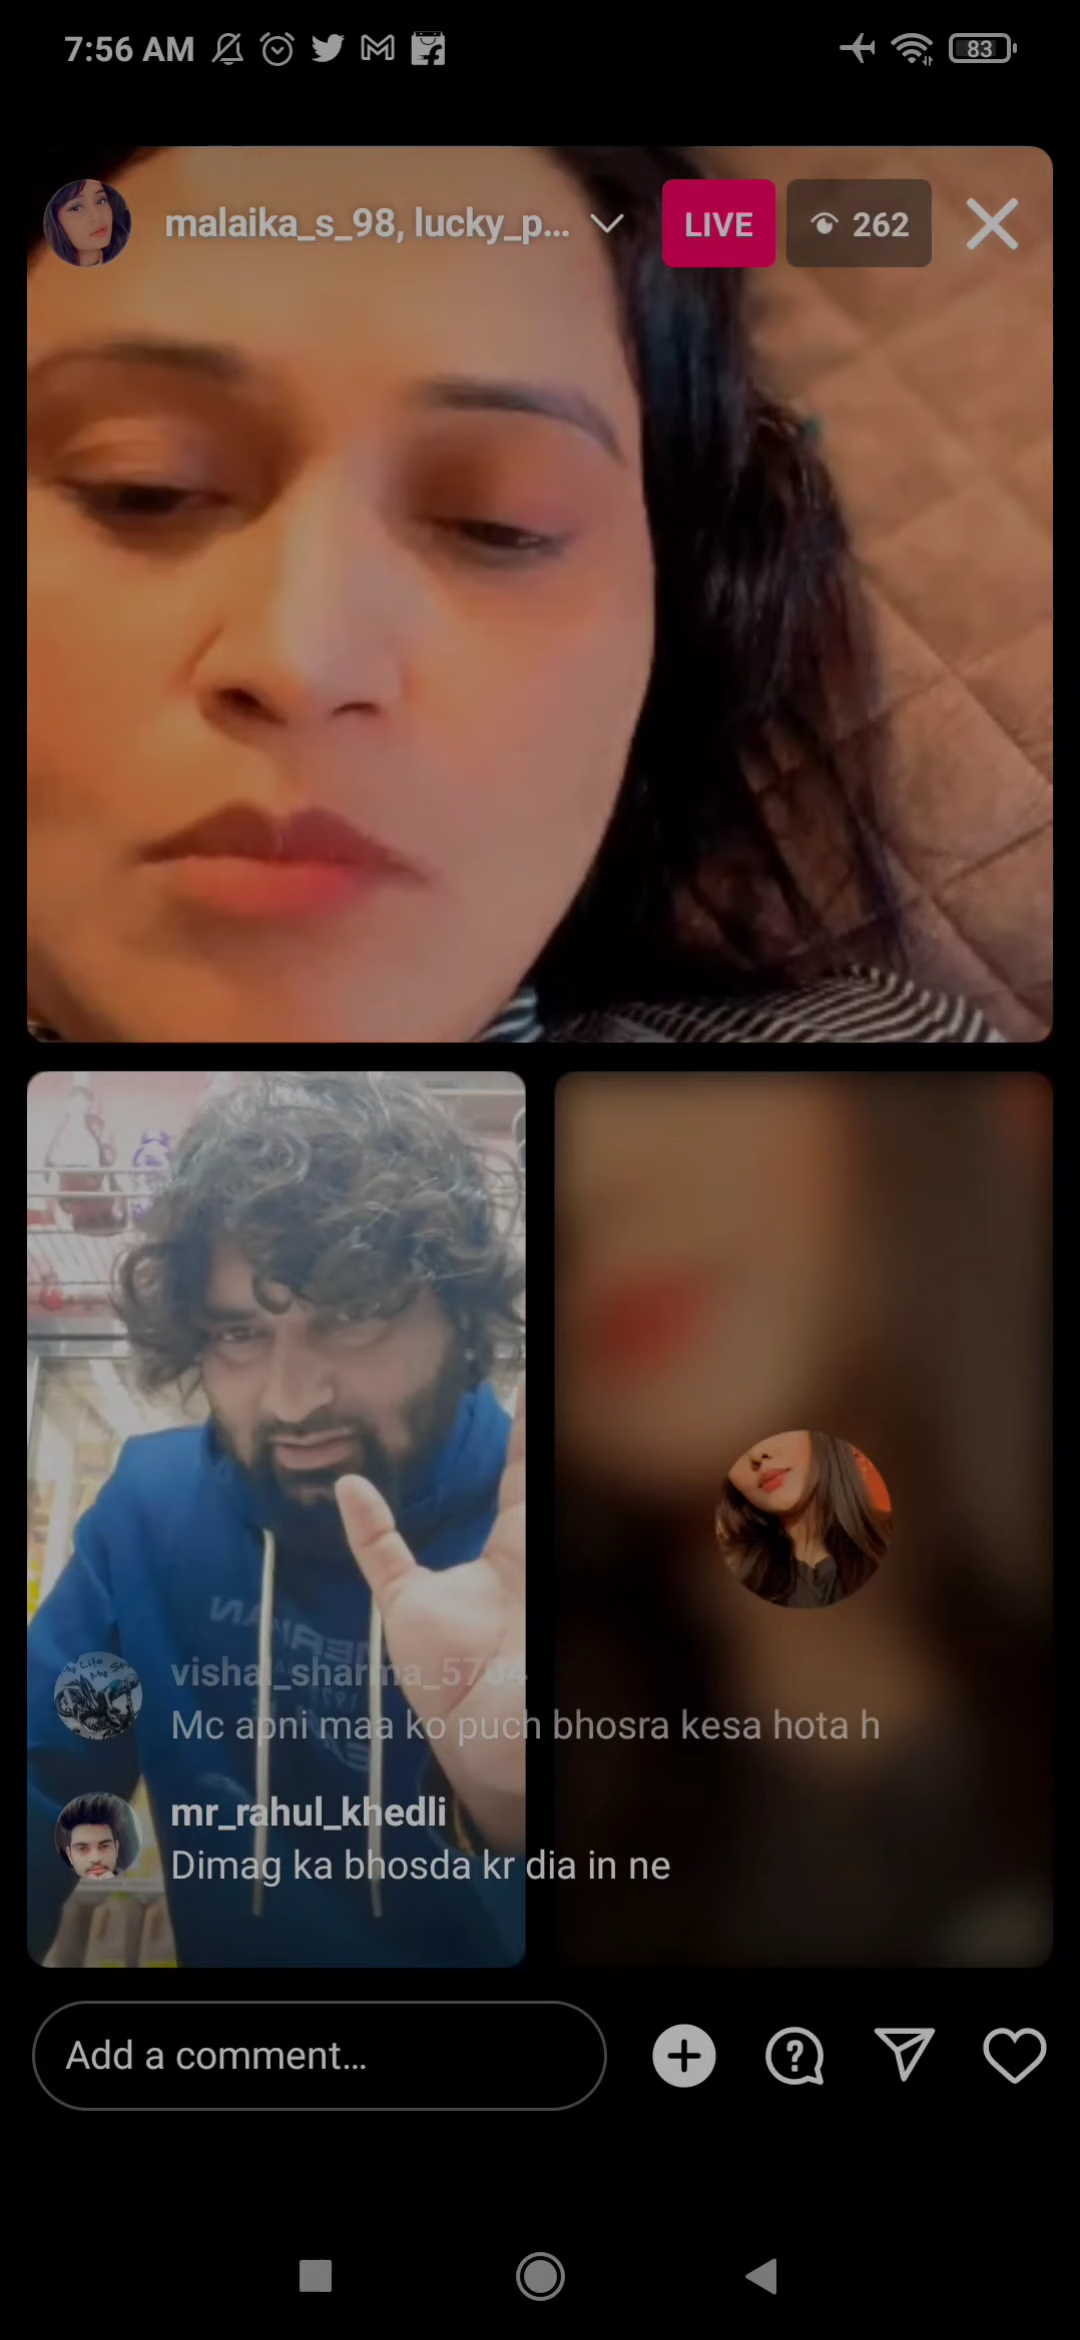 7:56 AM
83
malaika_s_98, lucky_p...
LIVE
262
vishal_sharma_5704
Mc apni maa ko puch bhosra kesa hota h
mr_rahul_khedli
Dimag ka bhosda kr dia in ne
Add a comment...